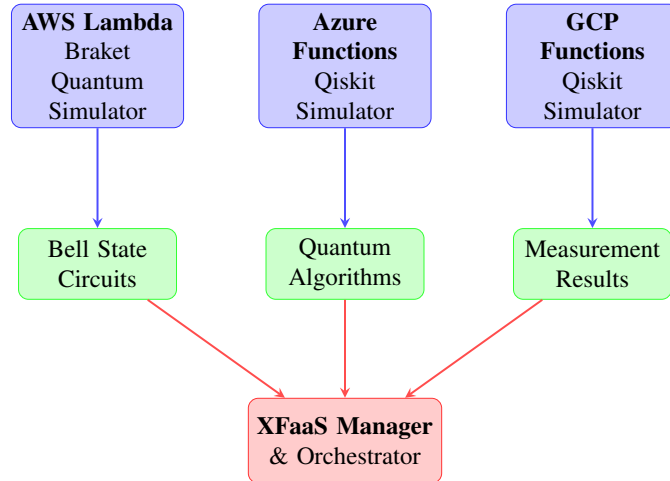 AWS Lambda
Braket
Quantum
Simulator
Azure
Functions
Qiskit
Simulator
GCP
Functions
Qiskit
Simulator
Bell State
Circuits
Quantum
Algorithms
Measurement
Results
XFaaS Manager
& Orchestrator